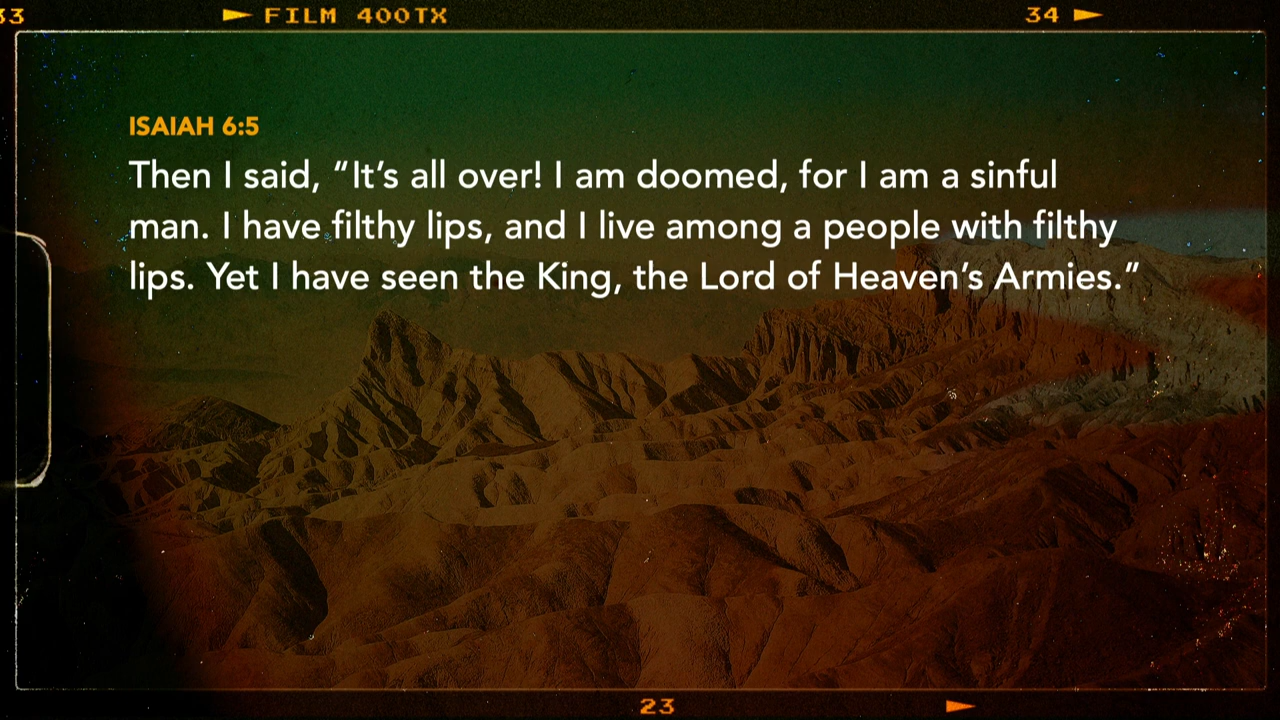 33 FILM 400TX 34
ISAIAH 6:5
Then I said, “It’s all over! I am doomed, for I am a sinful
man. I have filthy lips, and I live among a people with filthy
lips. Yet I have seen the King, the Lord of Heaven’s Armies.”
23